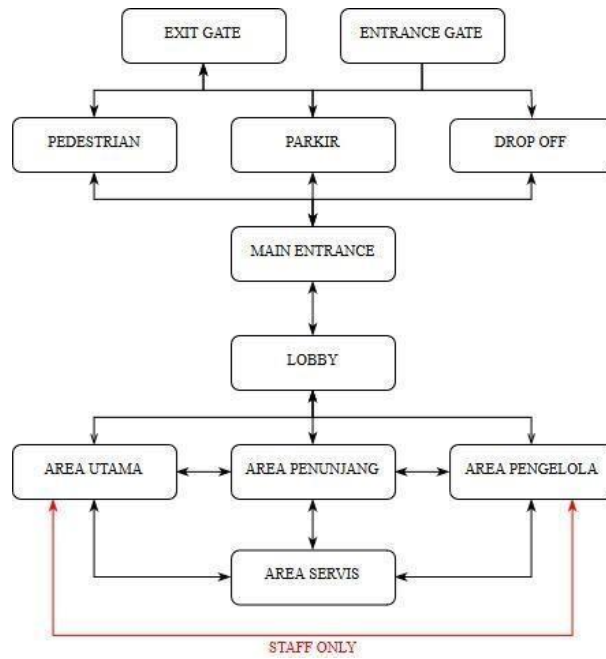 EXIT GATE
ENTRANCE GATE
PEDESTRIAN
PARKIR
DROP OFF
MAIN ENTRANCE
LOBBY
AREA UTAMA
AREA PENUNJANG
AREA PENGELOLA
AREA SERVIS
STAFF ONLY